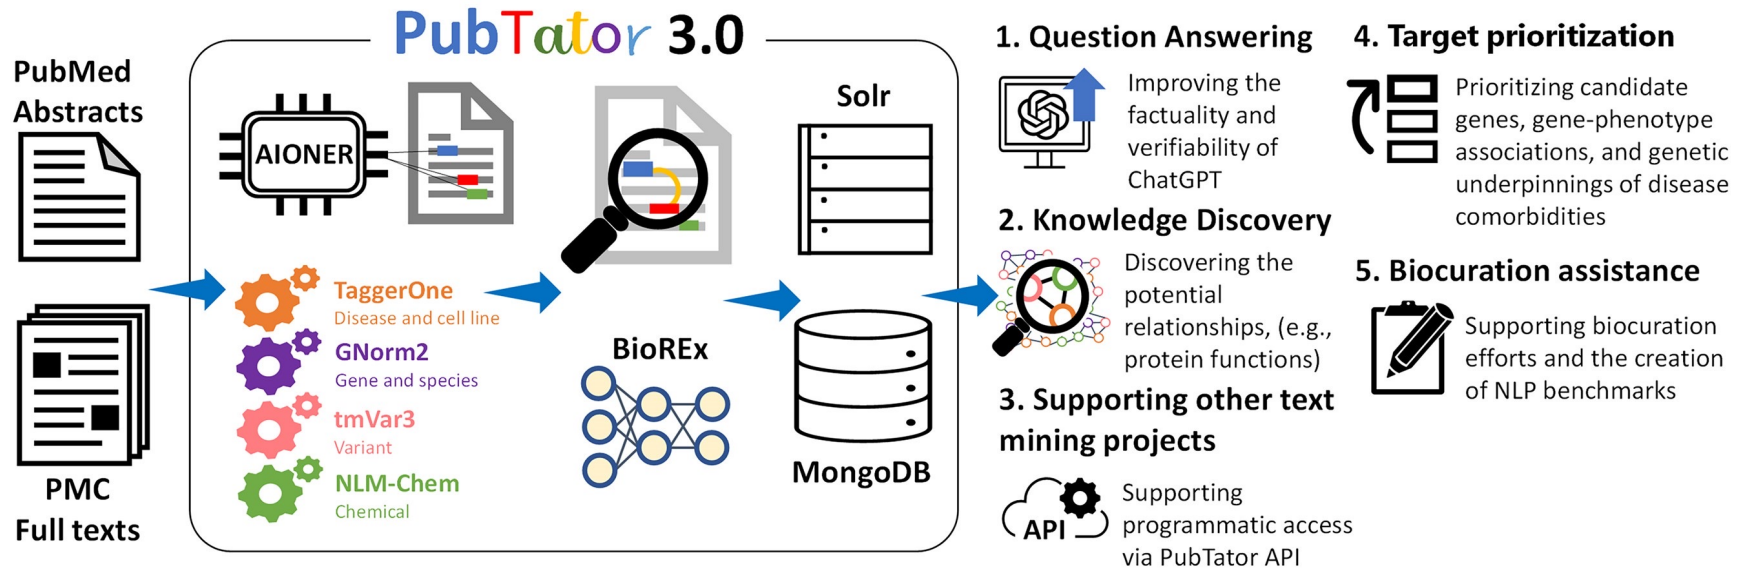 PubTator 3.0
PubMed
Abstracts
PMC
Full texts
AIONER
TaggerOne
Disease and cell line
GNorm2
Gene and species
tmVar3
Variant
NLM-Chem
Chemical
BioREx
Solr
MongoDB
1. Question Answering
Improving the
factuality and
verifiability of
ChatGPT
2. Knowledge Discovery
Discovering the
potential
relationships, (e.g.,
protein functions)
3. Supporting other text
mining projects
API
Supporting
programmatic access
via PubTator API
4. Target prioritization
Prioritizing candidate
genes, gene-phenotype
associations, and genetic
underpinnings of disease
comorbidities
5. Biocuration assistance
Supporting biocuration
efforts and the creation
of NLP benchmarks